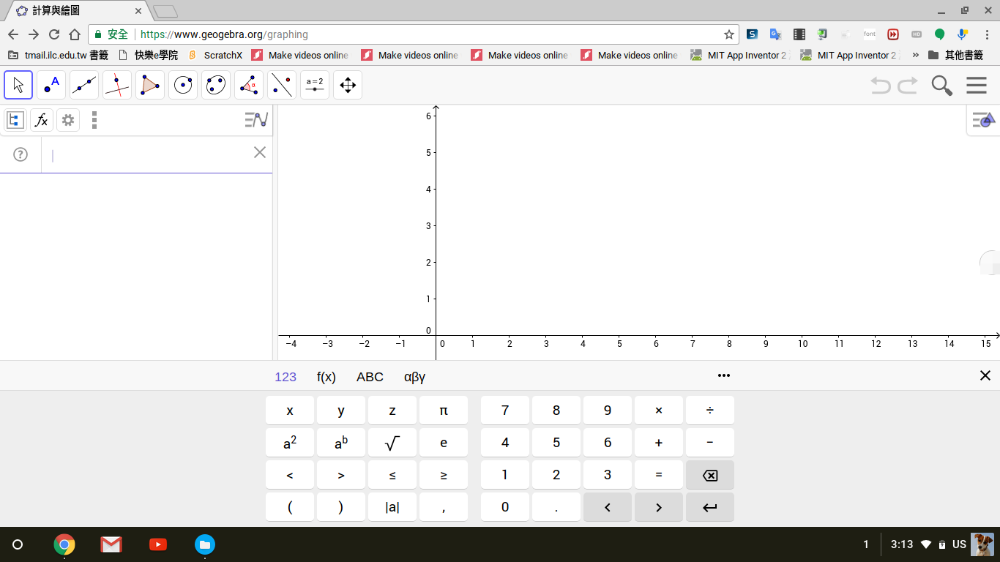 計算與繪圖
安全 https://www.geogebra.org/graphing
font HD
tmail.ilc.edu.tw 書籤 快樂e學院 ScratchX Make videos online Make videos online Make videos online Make videos online MIT App Inventor 2 MIT App Inventor 2 » 其他書籤
A α a=2
fx
?
6
5
4
3
2
1
0
−4 −3 −2 −1 0 1 2 3 4 5 6 7 8 9 10 11 12 13 14 15
123 f(x) ABC αβγ •••
x y z π 7 8 9 × ÷
a² aᵇ √ e 4 5 6 + −
< > ≤ ≥ 1 2 3 =
( ) |a| , 0 .
1 3:13 US